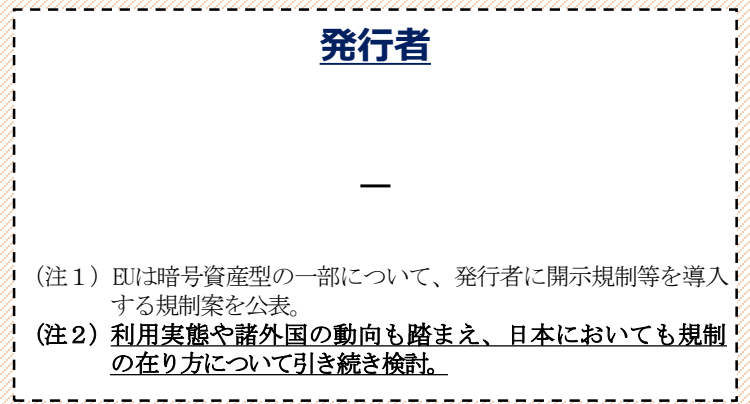 発行者
―
（注１）EUは暗号資産型の一部について、発行者に開示規制等を導入
する規制案を公表。
（注２）利用実態や諸外国の動向も踏まえ、日本においても規制
の在り方について引き続き検討。